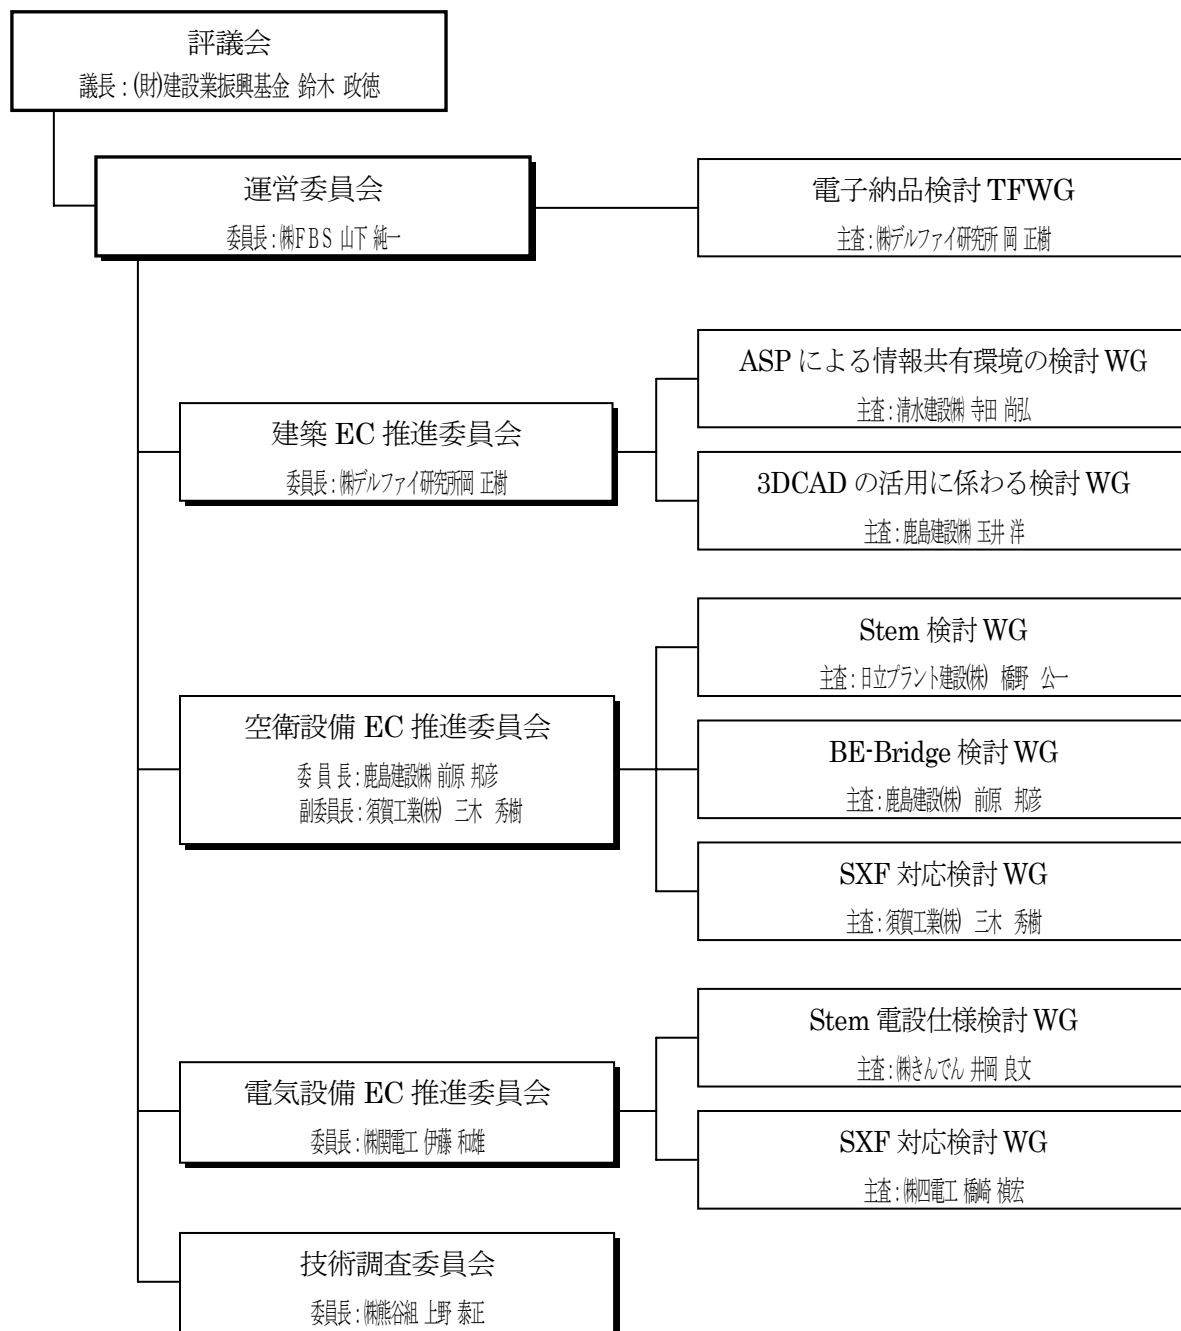 評議会
議長：(財)建設業振興基金 鈴木 政徳
運営委員会
委員長：㈱ＦＢＳ 山下 純一
電子納品検討 TFWG
主査：㈱デルファイ研究所 岡 正樹
ASP による情報共有環境の検討 WG
主査：清水建設㈱ 寺田 尚弘
建築 EC 推進委員会
委員長：㈱デルファイ研究所岡 正樹
3DCAD の活用に係わる検討 WG
主査：鹿島建設㈱ 玉井 洋
Stem 検討 WG
主査：日立プラント建設(株)　橋野　公一
空衛設備 EC 推進委員会
委 員 長：鹿島建設㈱ 前原 邦彦
副委員長：須賀工業(株)　三木　秀樹
BE-Bridge 検討 WG
主査：鹿島建設(株)　前原　邦彦
SXF 対応検討 WG
主査：須賀工業(株)　三木　秀樹
Stem 電設仕様検討 WG
主査：㈱きんでん 井岡 良文
電気設備 EC 推進委員会
委員長：㈱関電工 伊藤 和雄
SXF 対応検討 WG
主査：㈱四電工 橋崎 禎宏
技術調査委員会
委員長：㈱熊谷組 上野 泰正